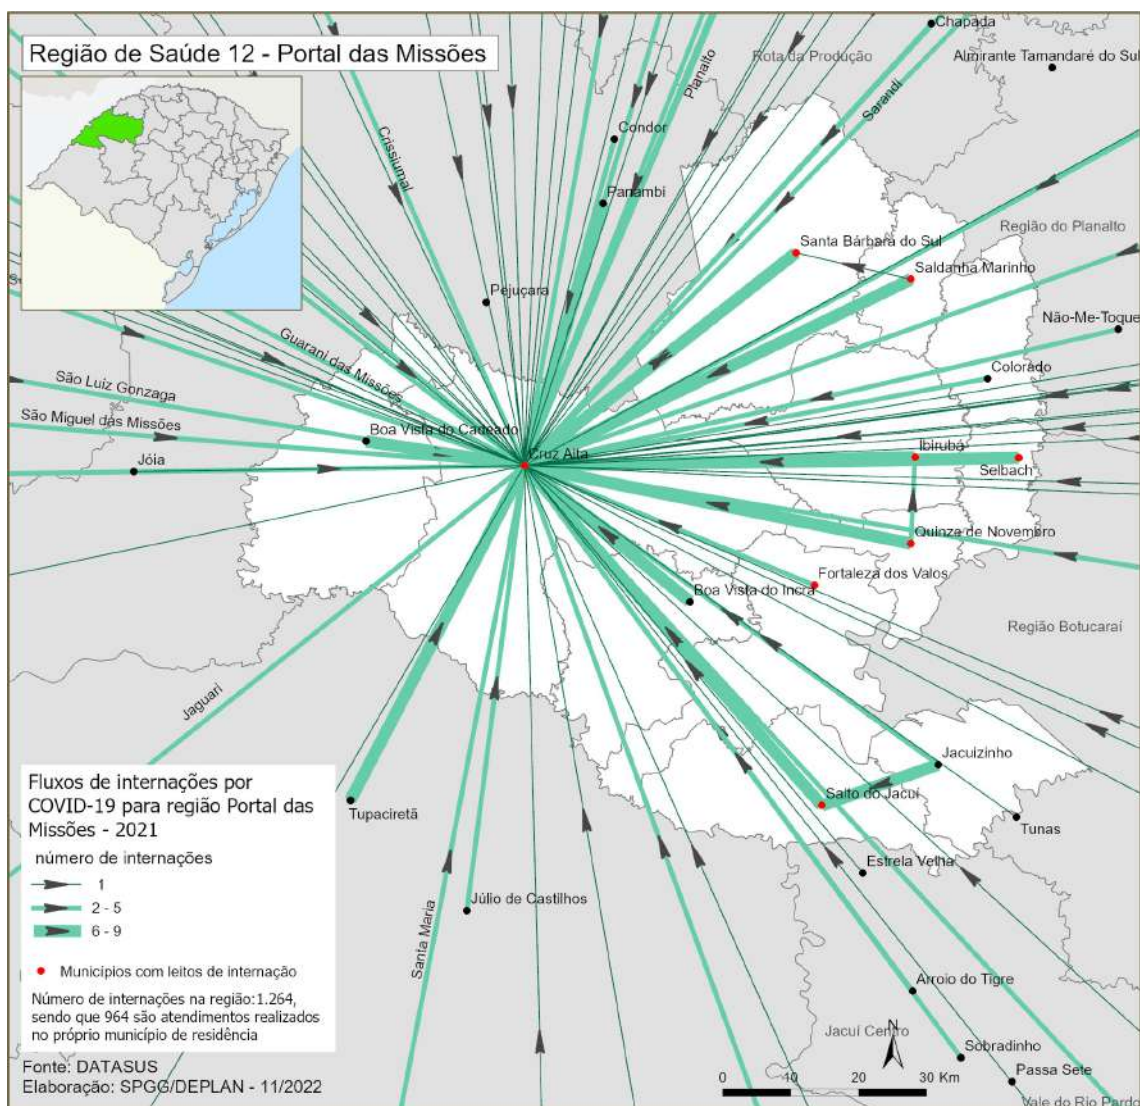 Região de Saúde 12 - Portal das Missões
Chapada
Rota da Produção
Almirante Tamandaré do Sul
Planalto
Sarandi
Crissiumal
Condor
Panambi
Santa Bárbara do Sul
Região do Planalto
Saldanha Marinho
Pejuçara
Não-Me-Toque
Guarani das Missões
Colorado
São Luiz Gonzaga
São Miguel das Missões
Boa Vista do Cadeado
Cruz Alta
Ibirubá
Jóia
Selbach
Quinze de Novembro
Fortaleza dos Valos
Boa Vista do Incra
Região Botucaraí
Jaguari
Jacuizinho
Salto do Jacuí
Tupaciretã
Tunas
Estrela Velha
Júlio de Castilhos
Santa Maria
Arroio do Tigre
Jacuí Centro
Sobradinho
Passa Sete
Vale do Rio Pardo
Fluxos de internações por
COVID-19 para região Portal das
Missões - 2021
número de internações
1
2 - 5
6 - 9
Municípios com leitos de internação
Número de internações na região:1.264,
sendo que 964 são atendimentos realizados
no próprio município de residência
Fonte: DATASUS
Elaboração: SPGG/DEPLAN - 11/2022
N
0 10 20 30 Km